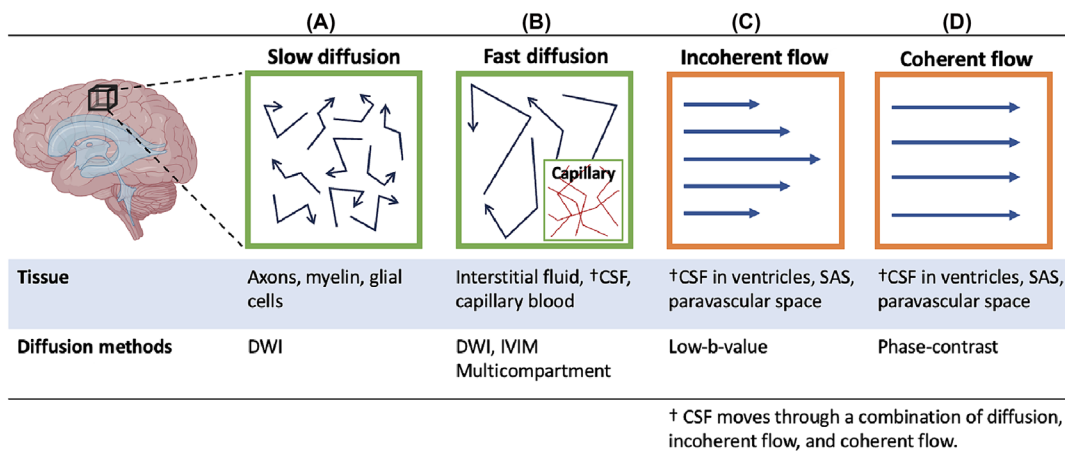 (A) (B) (C) (D)
Slow diffusion Fast diffusion Incoherent flow Coherent flow
Capillary
Tissue
Axons, myelin, glial
cells
Interstitial fluid, †CSF,
capillary blood
†CSF in ventricles, SAS,
paravascular space
†CSF in ventricles, SAS,
paravascular space
Diffusion methods
DWI
DWI, IVIM
Multicompartment
Low-b-value
Phase-contrast
† CSF moves through a combination of diffusion,
incoherent flow, and coherent flow.